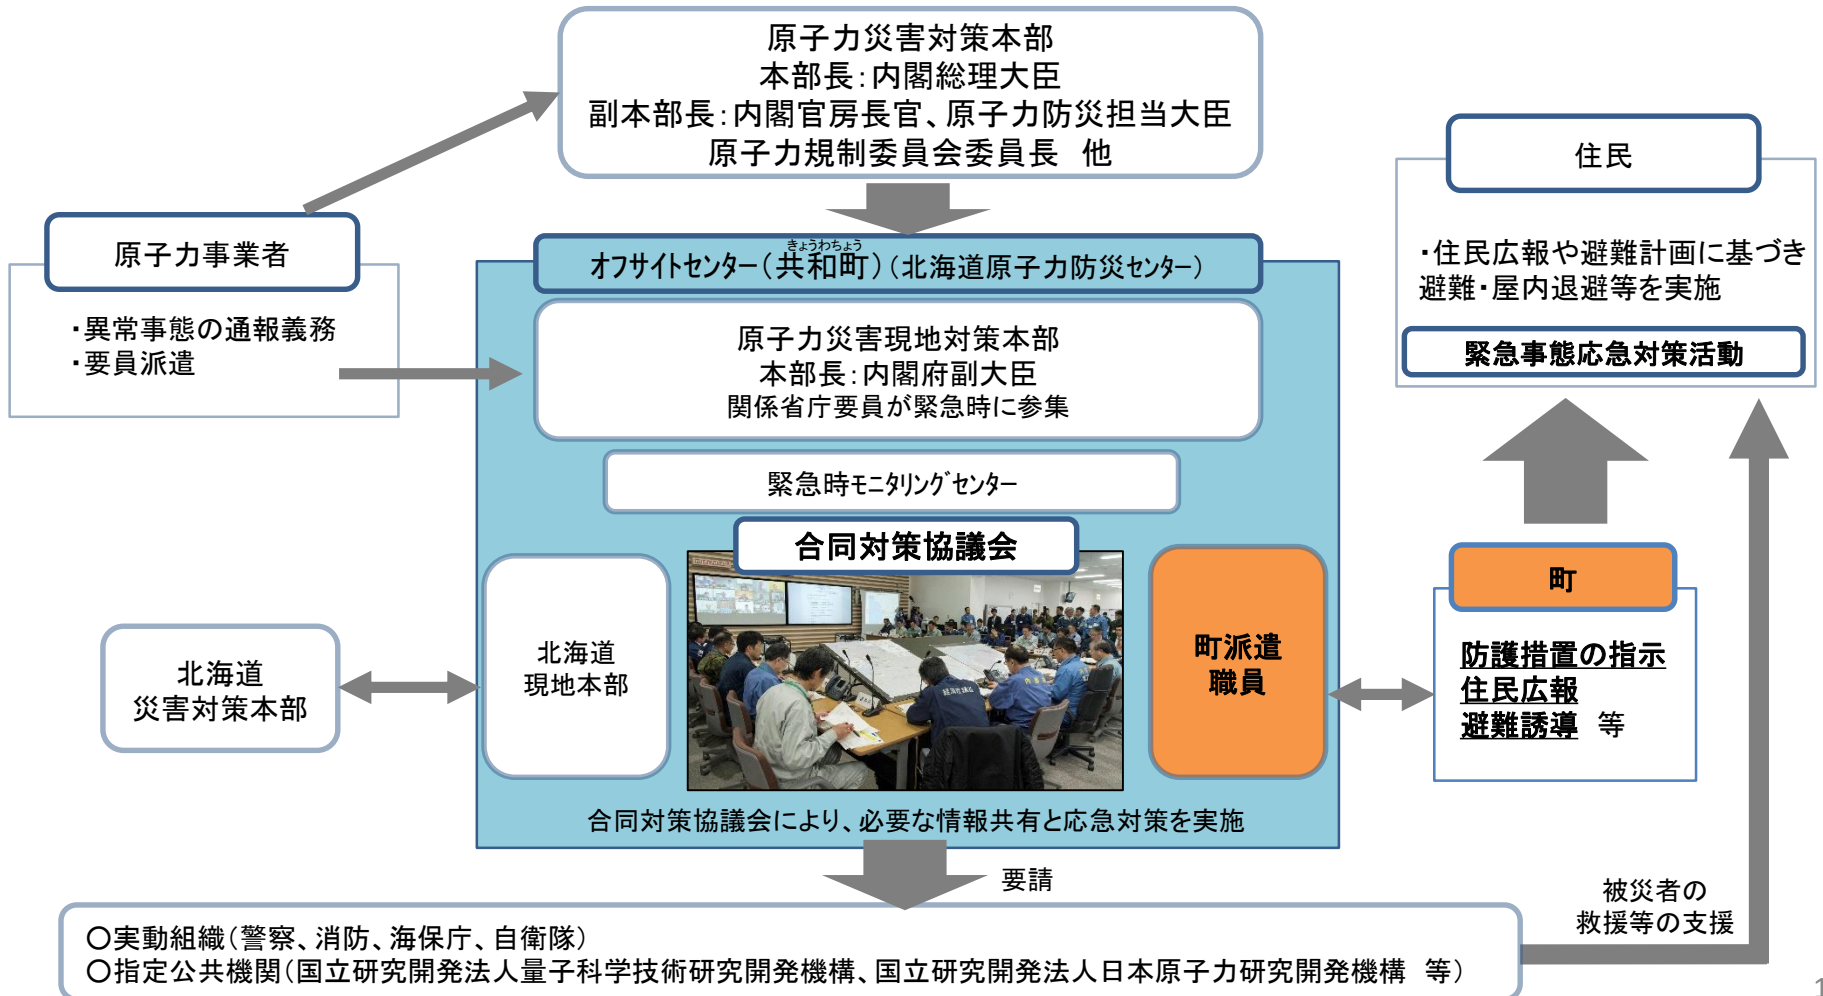 原子力災害対策本部
本部長：内閣総理大臣
副本部長：内閣官房長官、原子力防災担当大臣
原子力規制委員会委員長　他
原子力事業者
・異常事態の通報義務
・要員派遣
きょうわちょう
オフサイトセンター（共和町）（北海道原子力防災センター）
原子力災害現地対策本部
本部長：内閣府副大臣
関係省庁要員が緊急時に参集
緊急時モニタリングセンター
合同対策協議会
北海道
災害対策本部
北海道
現地本部
町派遣
職員
合同対策協議会により、必要な情報共有と応急対策を実施
住民
・住民広報や避難計画に基づき
避難・屋内退避等を実施
緊急事態応急対策活動
町
防護措置の指示
住民広報
避難誘導　等
要請
被災者の
救援等の支援
〇実動組織（警察、消防、海保庁、自衛隊）
〇指定公共機関（国立研究開発法人量子科学技術研究開発機構、国立研究開発法人日本原子力研究開発機構　等）
1